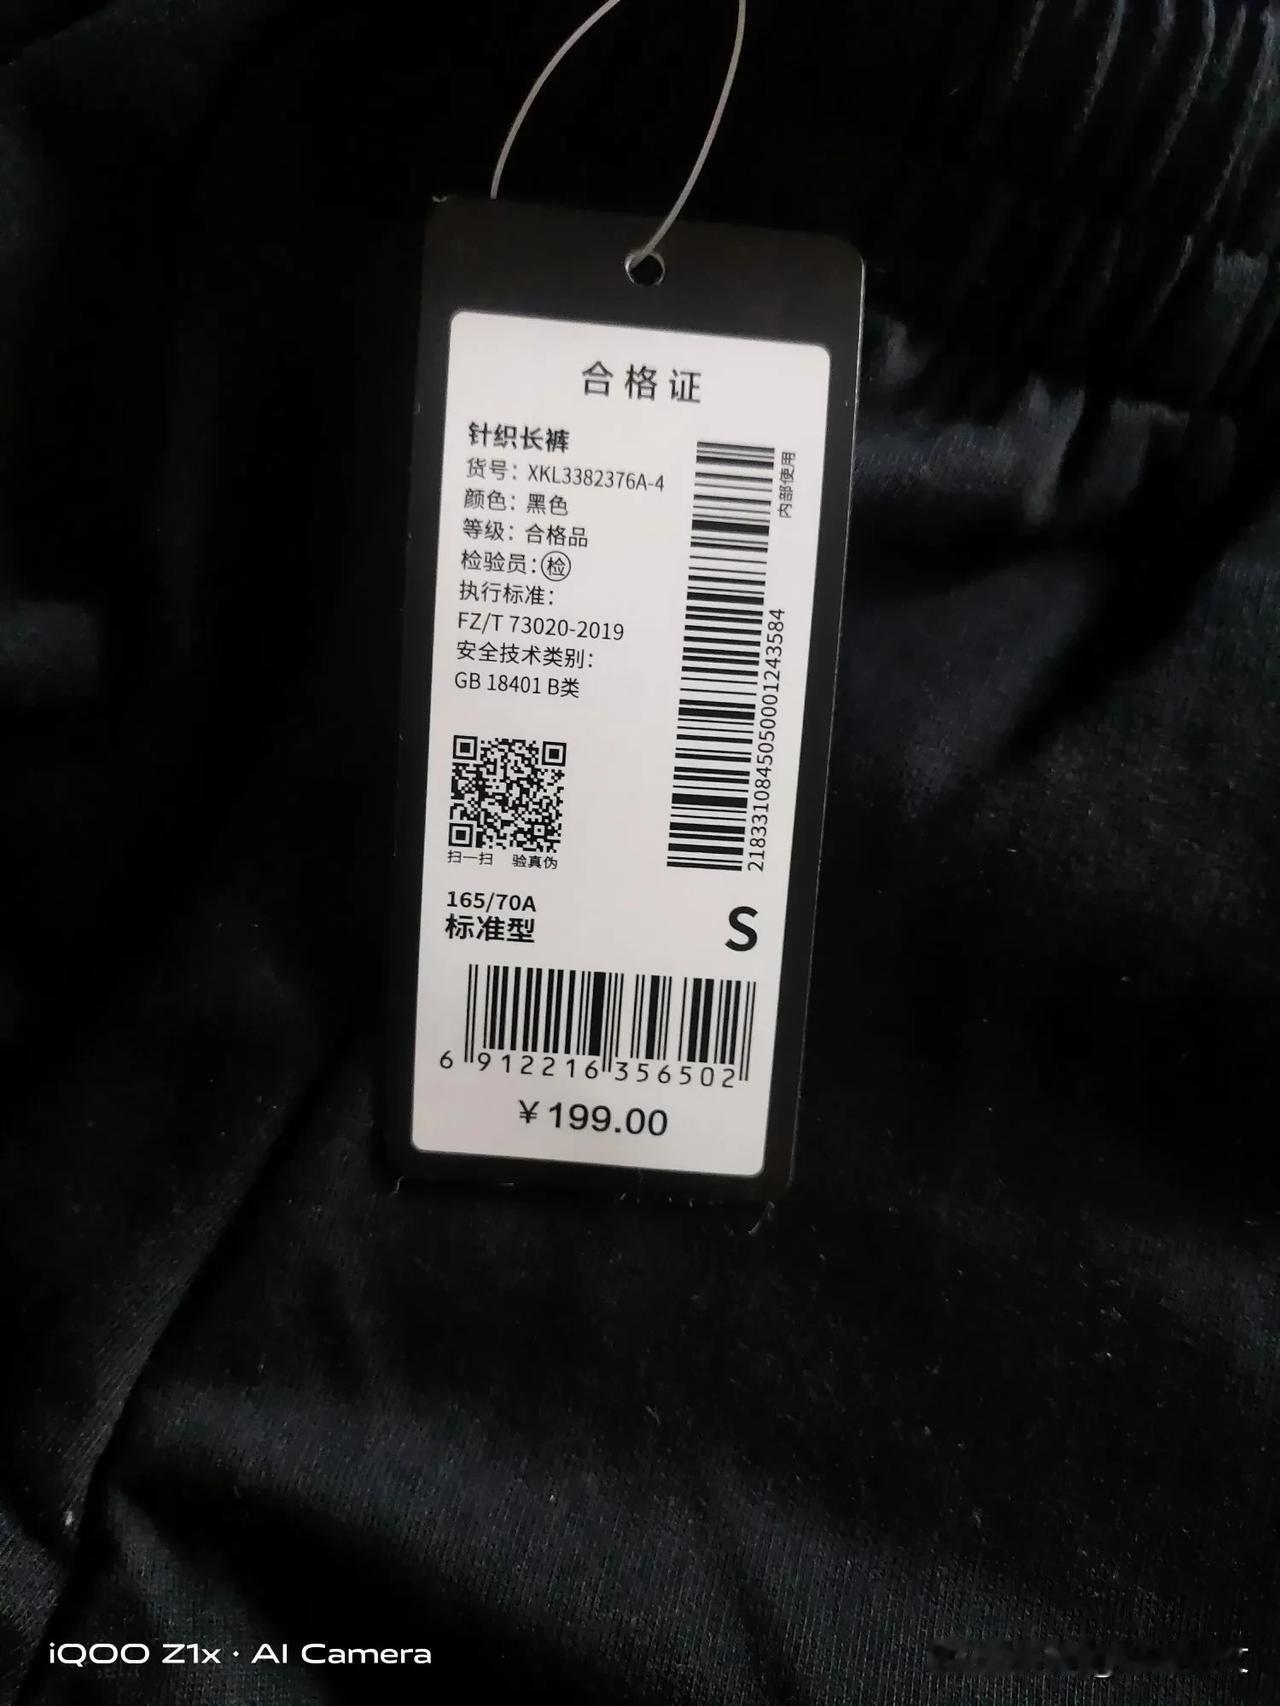 合格证
针织长裤
货号：XKL3382376A-4
颜色：黑色
等级：合格品
检验员：检
执行标准：
FZ/T 73020-2019
安全技术类别：
GB 18401 B类
内部使用
218331084505050001243584
扫一扫 验真伪
165/70A
标准型
S
6 912216 356502
¥199.00
iQOO Z1x · AI Camera